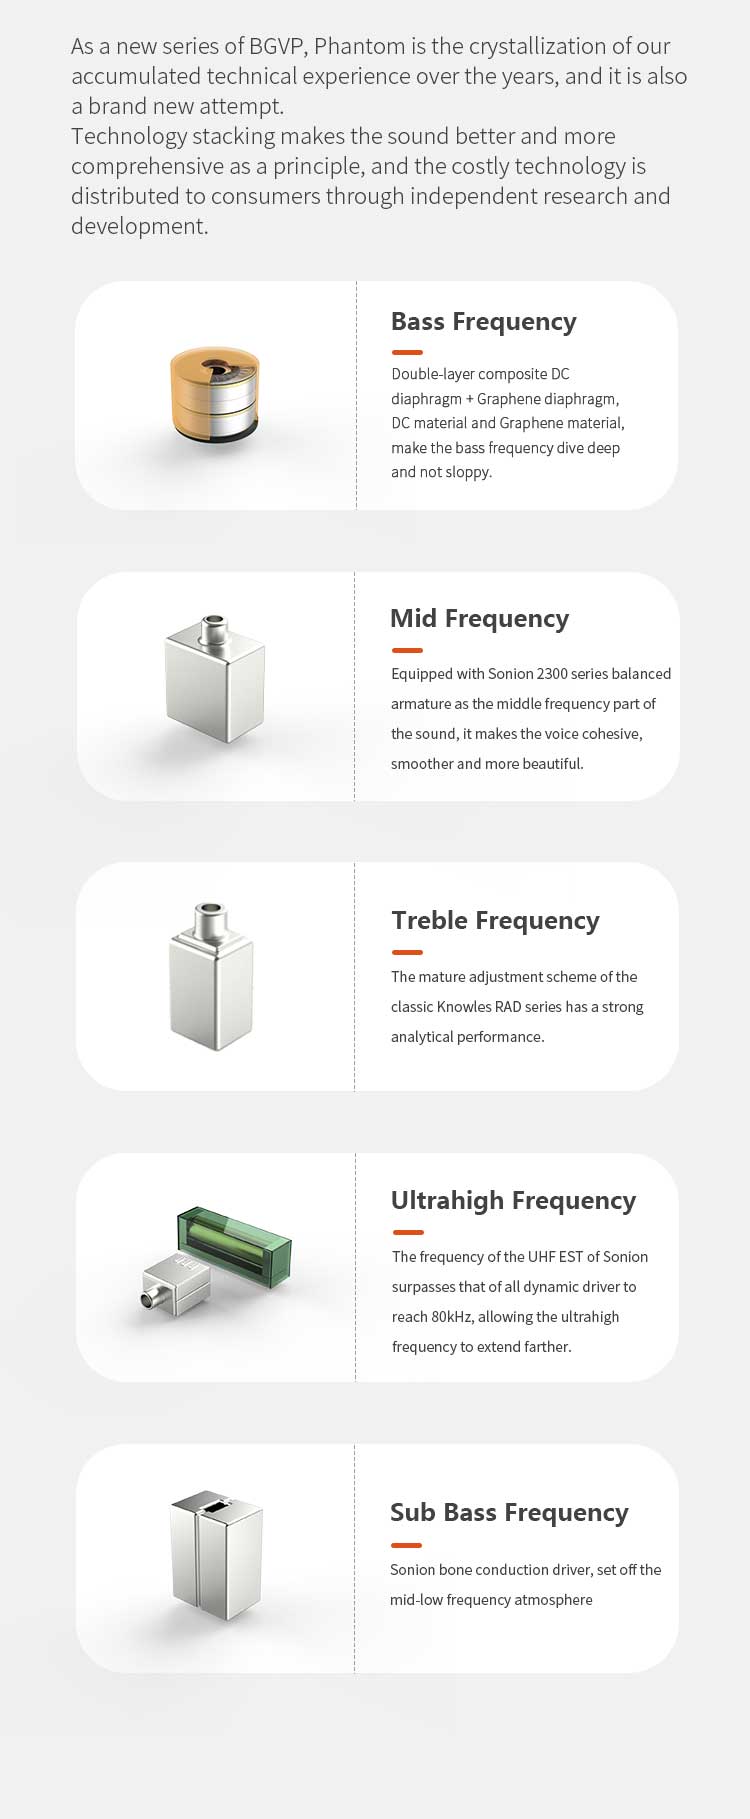 As a new series of BGVP, Phantom is the crystallization of our
accumulated technical experience over the years, and it is also
a brand new attempt.
Technology stacking makes the sound better and more
comprehensive as a principle, and the costly technology is
distributed to consumers through independent research and
development.
Bass Frequency
Double-layer composite DC
diaphragm + Graphene diaphragm,
DC material and Graphene material,
make the bass frequency dive deep
and not sloppy.
Mid Frequency
Equipped with Sonion 2300 series balanced
armature as the middle frequency part of
the sound, it makes the voice cohesive,
smoother and more beautiful.
Treble Frequency
The mature adjustment scheme of the
classic Knowles RAD series has a strong
analytical performance.
Ultrahigh Frequency
The frequency of the UHF EST of Sonion
surpasses that of all dynamic driver to
reach 80kHz, allowing the ultrahigh
frequency to extend farther.
Sub Bass Frequency
Sonion bone conduction driver, set off the
mid-low frequency atmosphere